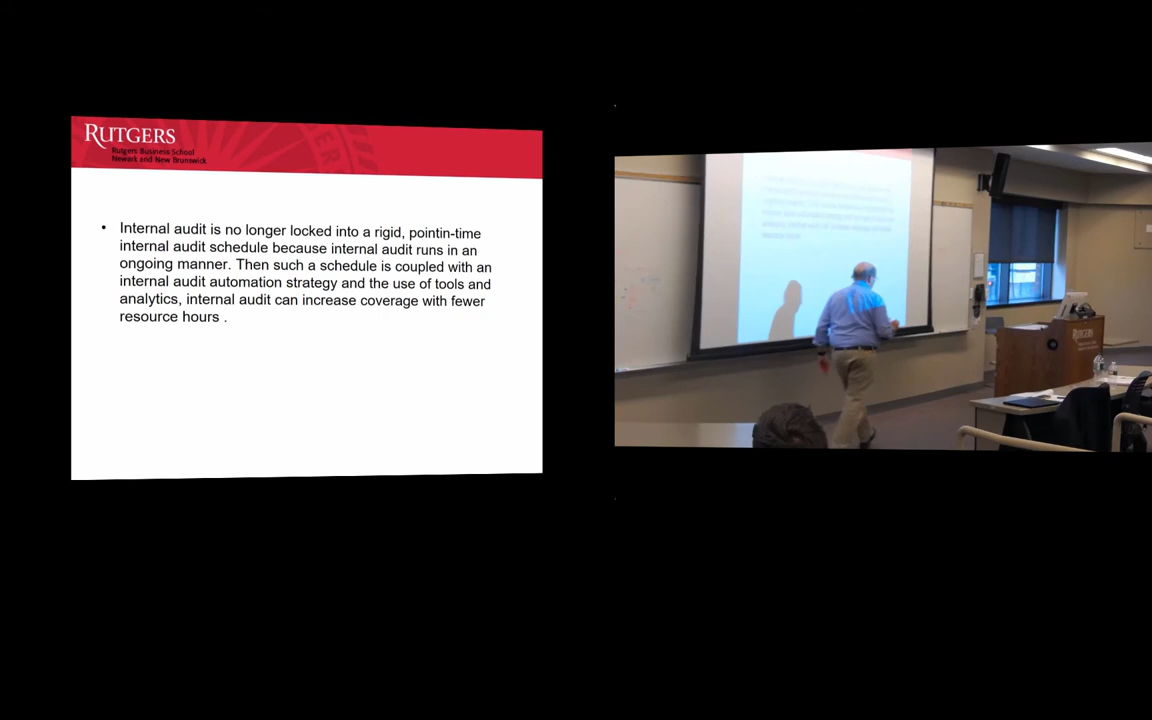 RUTGERS
Rutgers Business School
Newark and New Brunswick
• Internal audit is no longer locked into a rigid, pointin-time
internal audit schedule because internal audit runs in an
ongoing manner. Then such a schedule is coupled with an
internal audit automation strategy and the use of tools and
analytics, internal audit can increase coverage with fewer
resource hours .
RUTGERS